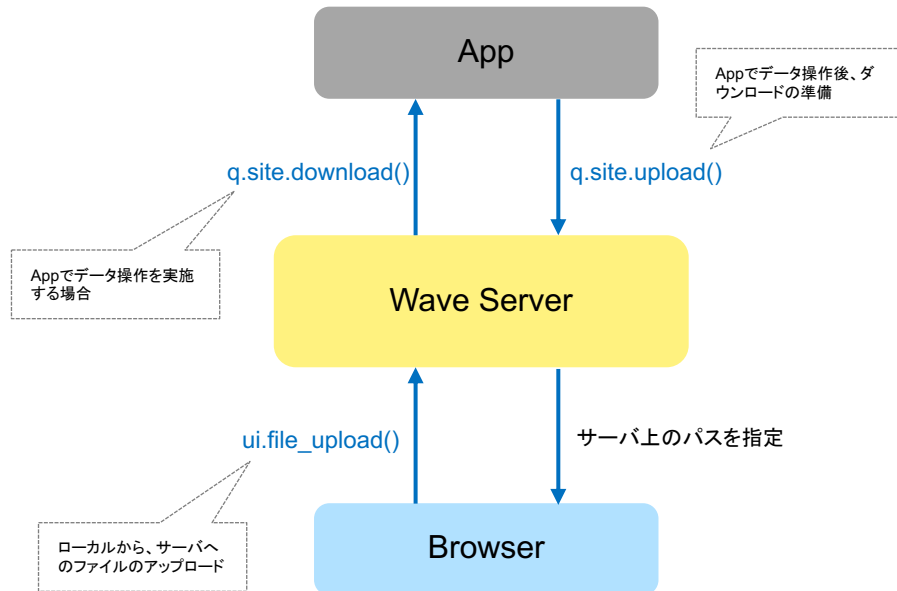 App
Appでデータ操作後、ダ
ウンロードの準備
q.site.download()
q.site.upload()
Appでデータ操作を実施
する場合
Wave Server
ui.file_upload()
サーバ上のパスを指定
ローカルから、サーバへ
のファイルのアップロード
Browser